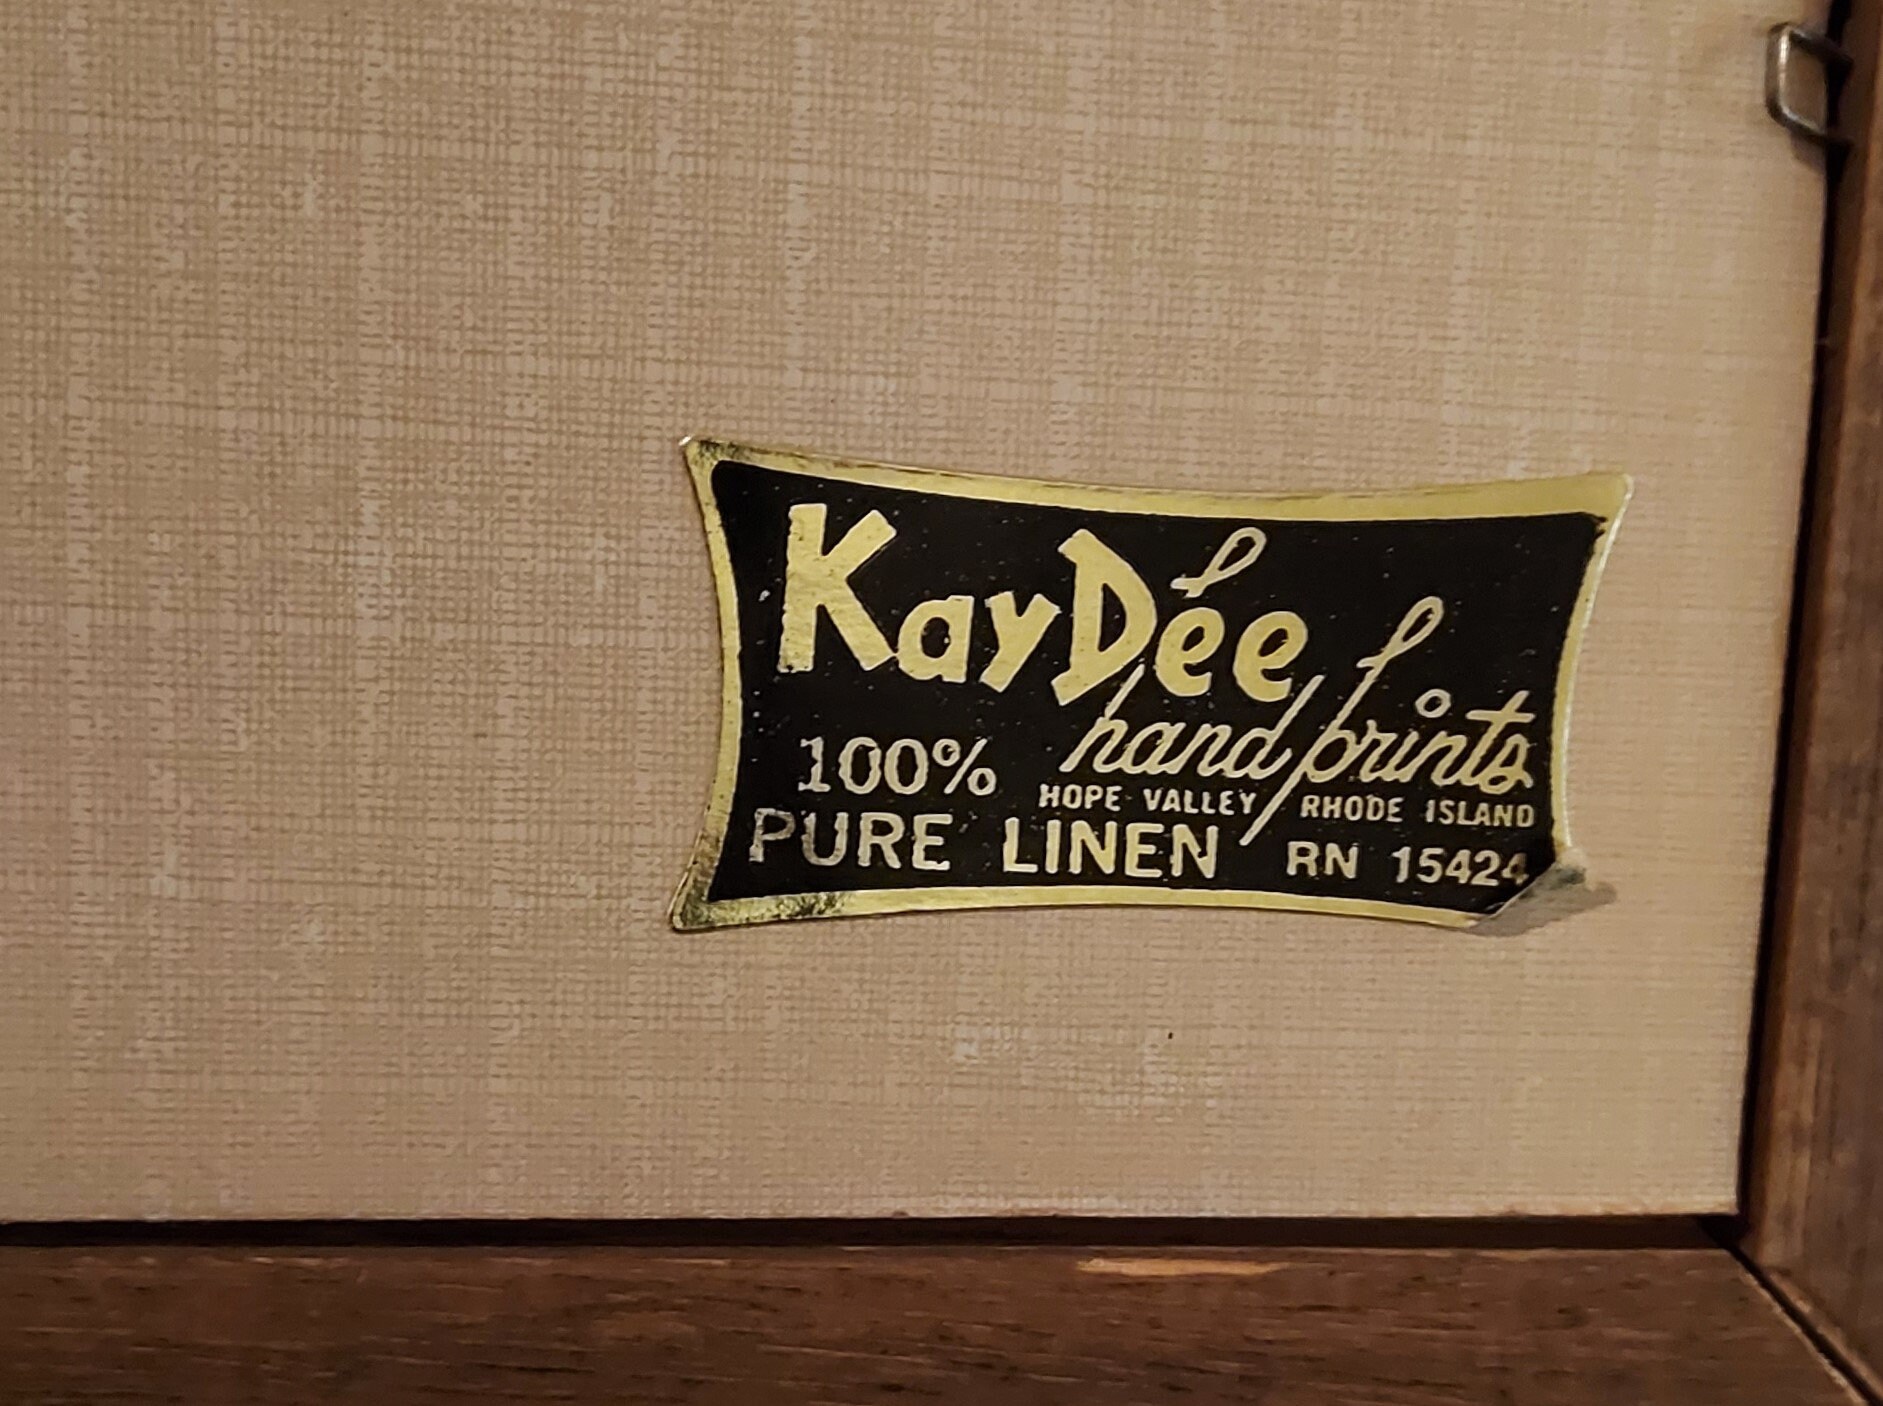 KayDee
hand prints
100%
HOPE VALLEY RHODE ISLAND
PURE LINEN RN 15424